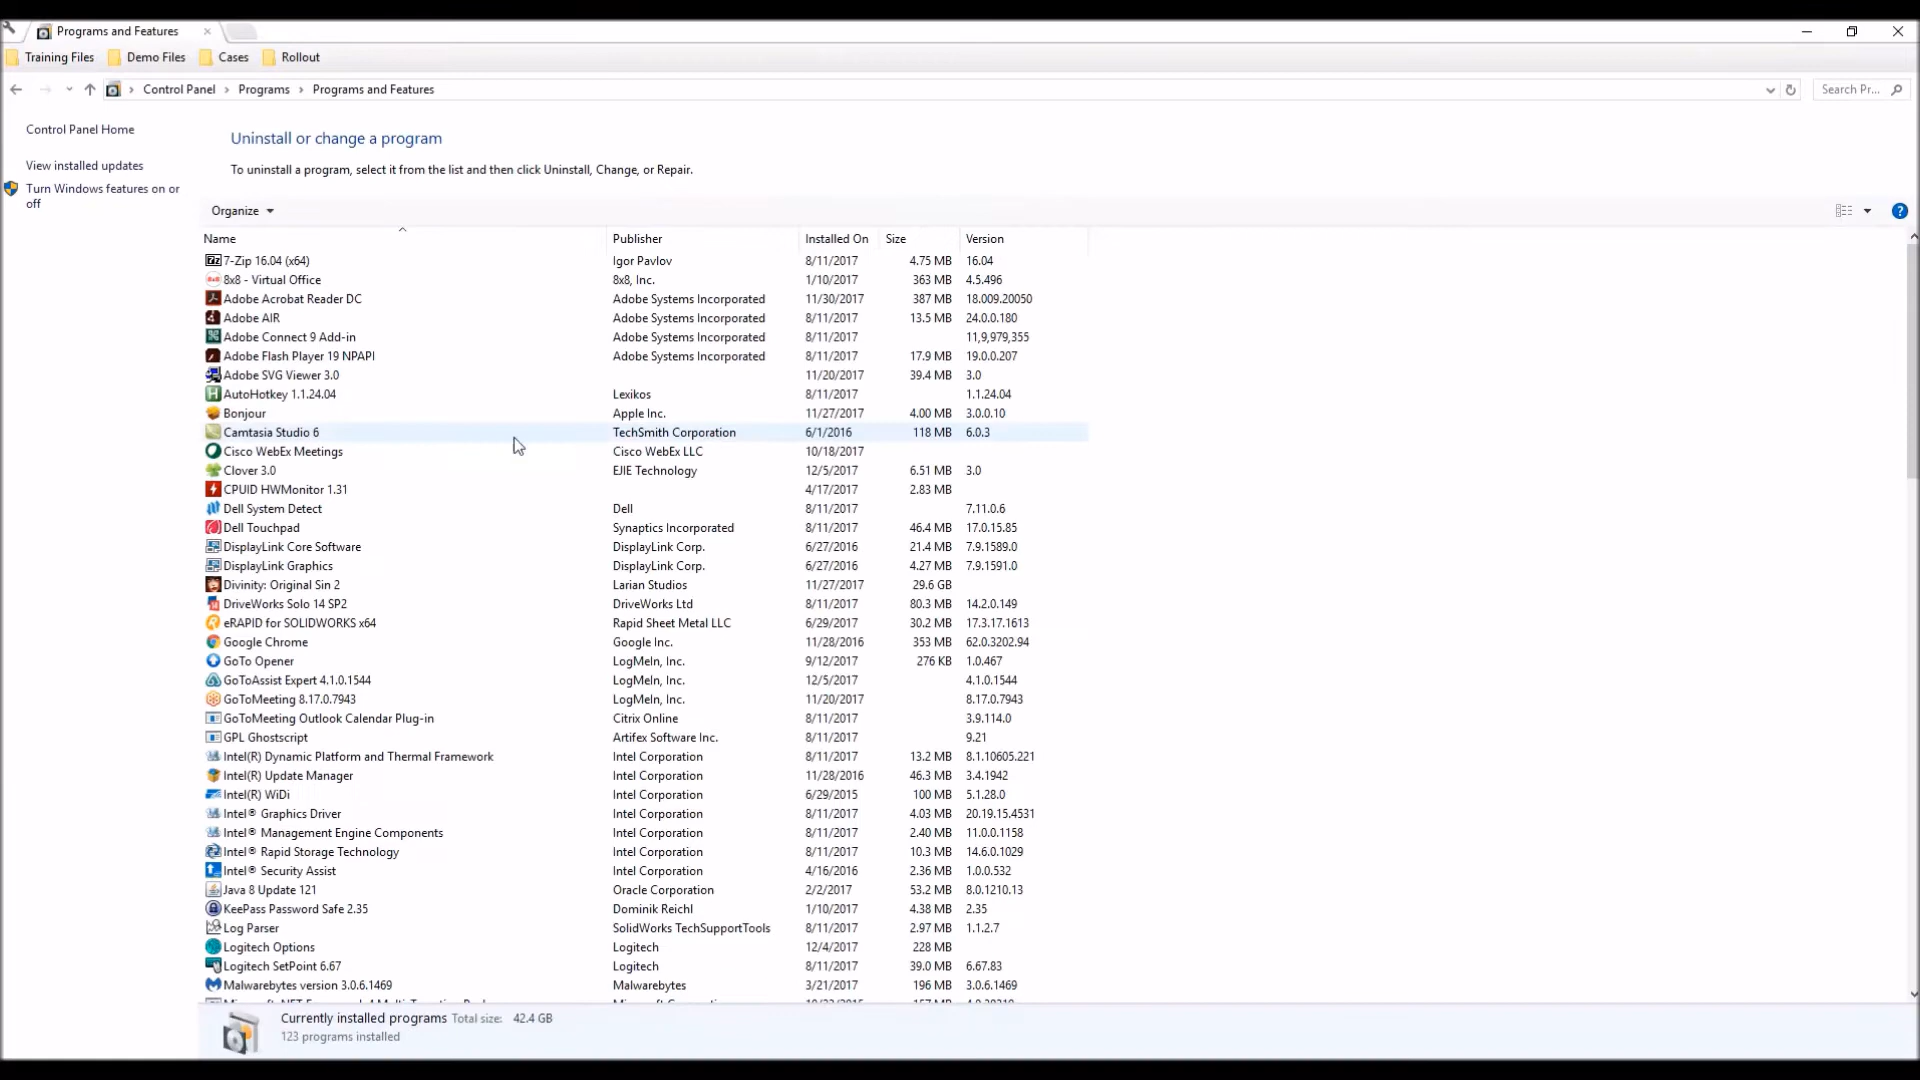 Programs and Features
Training Files Demo Files Cases Rollout
Control Panel Programs Programs and Features Search Pr...
Control Panel Home
View installed updates
Turn Windows features on or
off
Uninstall or change a program
To uninstall a program, select it from the list and then click Uninstall, Change, or Repair.
Organize
Name Publisher Installed On Size Version
7-Zip 16.04 (x64) Igor Pavlov 8/11/2017 4.75 MB 16.04
8x8 - Virtual Office 8x8, Inc. 1/10/2017 363 MB 4.5.496
Adobe Acrobat Reader DC Adobe Systems Incorporated 11/30/2017 387 MB 18.009.20050
Adobe AIR Adobe Systems Incorporated 8/11/2017 13.5 MB 24.0.0.180
Adobe Connect 9 Add-in Adobe Systems Incorporated 8/11/2017 11,9,979,355
Adobe Flash Player 19 NPAPI Adobe Systems Incorporated 8/11/2017 17.9 MB 19.0.0.207
Adobe SVG Viewer 3.0 11/20/2017 39.4 MB 3.0
AutoHotkey 1.1.24.04 Lexikos 8/11/2017 1.1.24.04
Bonjour Apple Inc. 11/27/2017 4.00 MB 3.0.0.10
Camtasia Studio 6 TechSmith Corporation 6/1/2016 118 MB 6.0.3
Cisco WebEx Meetings Cisco WebEx LLC 10/18/2017
Clover 3.0 EJIE Technology 12/5/2017 6.51 MB 3.0
CPUID HWMonitor 1.31 4/17/2017 2.83 MB
Dell System Detect Dell 8/11/2017 7.11.0.6
Dell Touchpad Synaptics Incorporated 8/11/2017 46.4 MB 17.0.15.85
DisplayLink Core Software DisplayLink Corp. 6/27/2016 21.4 MB 7.9.1589.0
DisplayLink Graphics DisplayLink Corp. 6/27/2016 4.27 MB 7.9.1591.0
Divinity: Original Sin 2 Larian Studios 11/27/2017 29.6 GB
DriveWorks Solo 14 SP2 DriveWorks Ltd 8/11/2017 80.3 MB 14.2.0.149
eRAPID for SOLIDWORKS x64 Rapid Sheet Metal LLC 6/29/2017 30.2 MB 17.3.17.1613
Google Chrome Google Inc. 11/28/2016 353 MB 62.0.3202.94
GoTo Opener LogMeIn, Inc. 9/12/2017 276 KB 1.0.467
GoToAssist Expert 4.1.0.1544 LogMeIn, Inc. 12/5/2017 4.1.0.1544
GoToMeeting 8.17.0.7943 LogMeIn, Inc. 11/20/2017 8.17.0.7943
GoToMeeting Outlook Calendar Plug-in Citrix Online 8/11/2017 3.9.114.0
GPL Ghostscript Artifex Software Inc. 8/11/2017 9.21
Intel(R) Dynamic Platform and Thermal Framework Intel Corporation 8/11/2017 13.2 MB 8.1.10605.221
Intel(R) Update Manager Intel Corporation 11/28/2016 46.3 MB 3.4.1942
Intel(R) WiDi Intel Corporation 6/29/2015 100 MB 5.1.28.0
Intel® Graphics Driver Intel Corporation 8/11/2017 4.03 MB 20.19.15.4531
Intel® Management Engine Components Intel Corporation 8/11/2017 2.40 MB 11.0.0.1158
Intel® Rapid Storage Technology Intel Corporation 8/11/2017 10.3 MB 14.6.0.1029
Intel® Security Assist Intel Corporation 4/16/2016 2.36 MB 1.0.0.532
Java 8 Update 121 Oracle Corporation 2/2/2017 53.2 MB 8.0.1210.13
KeePass Password Safe 2.35 Dominik Reichl 1/10/2017 4.38 MB 2.35
Log Parser SolidWorks TechSupportTools 8/11/2017 2.97 MB 1.1.2.7
Logitech Options Logitech 12/4/2017 228 MB
Logitech SetPoint 6.67 Logitech 8/11/2017 39.0 MB 6.67.83
Malwarebytes version 3.0.6.1469 Malwarebytes 3/21/2017 196 MB 3.0.6.1469
Currently installed programs Total size: 42.4 GB
123 programs installed